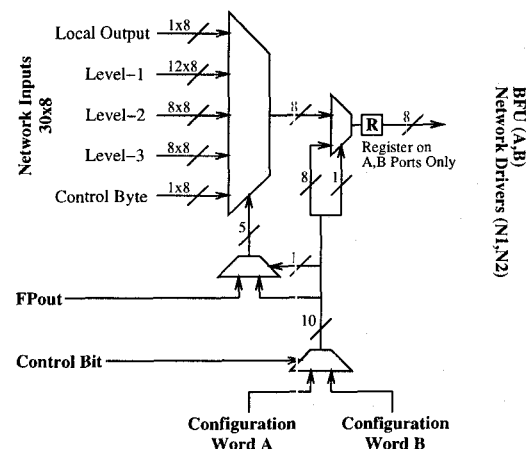 Network Inputs
30x8
Local Output
1x8
Level-1
12x8
Level-2
8x8
Level-3
8x8
Control Byte
1x8
8
R
8
Register on
A,B Ports Only
8
1
BFU (A,B)
Network Drivers (N1,N2)
5
1
FPout
10
Control Bit
Configuration
Word A
Configuration
Word B